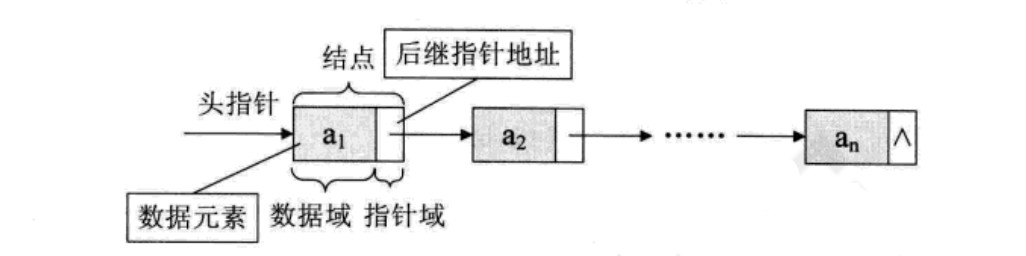 结点
后继指针地址
头指针
a₁
a₂
……
aₙ
∧
数据元素
数据域
指针域